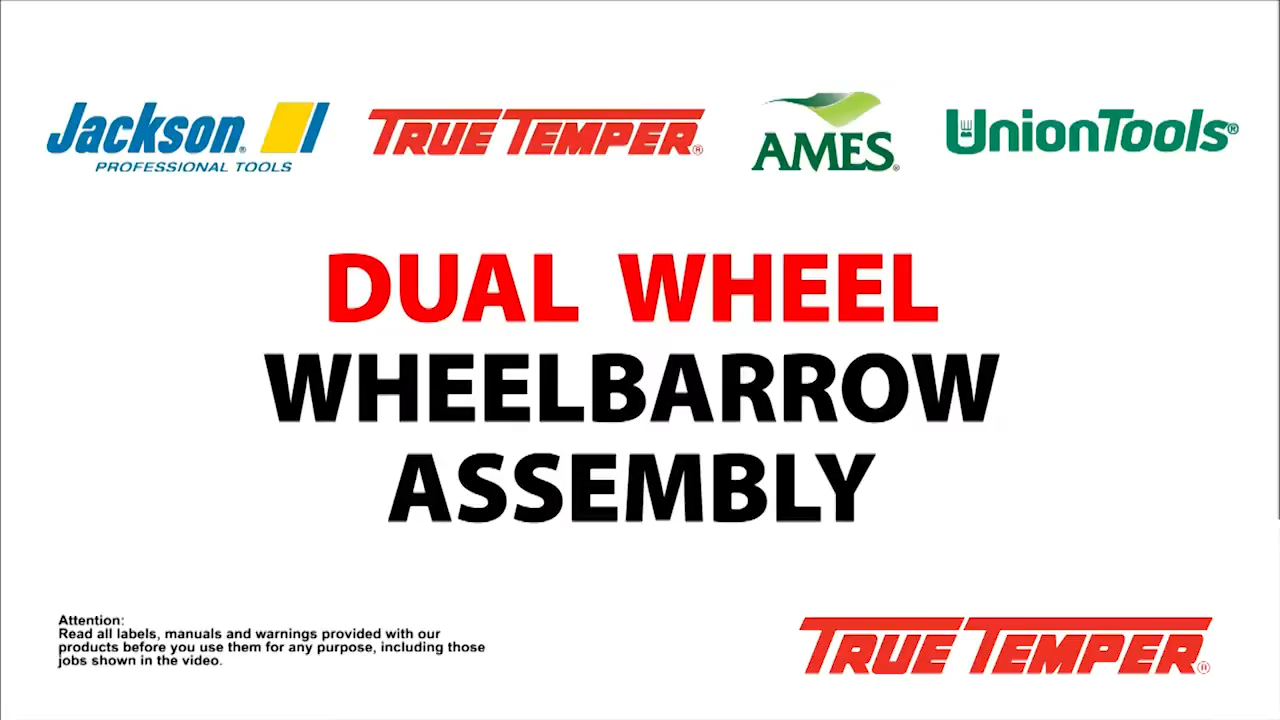 Jackson®
PROFESSIONAL TOOLS
TRUE TEMPER®
AMES®
UnionTools®
DUAL WHEEL
WHEELBARROW
ASSEMBLY
Attention:
Read all labels, manuals and warnings provided with our
products before you use them for any purpose, including those
jobs shown in the video.
TRUE TEMPER®